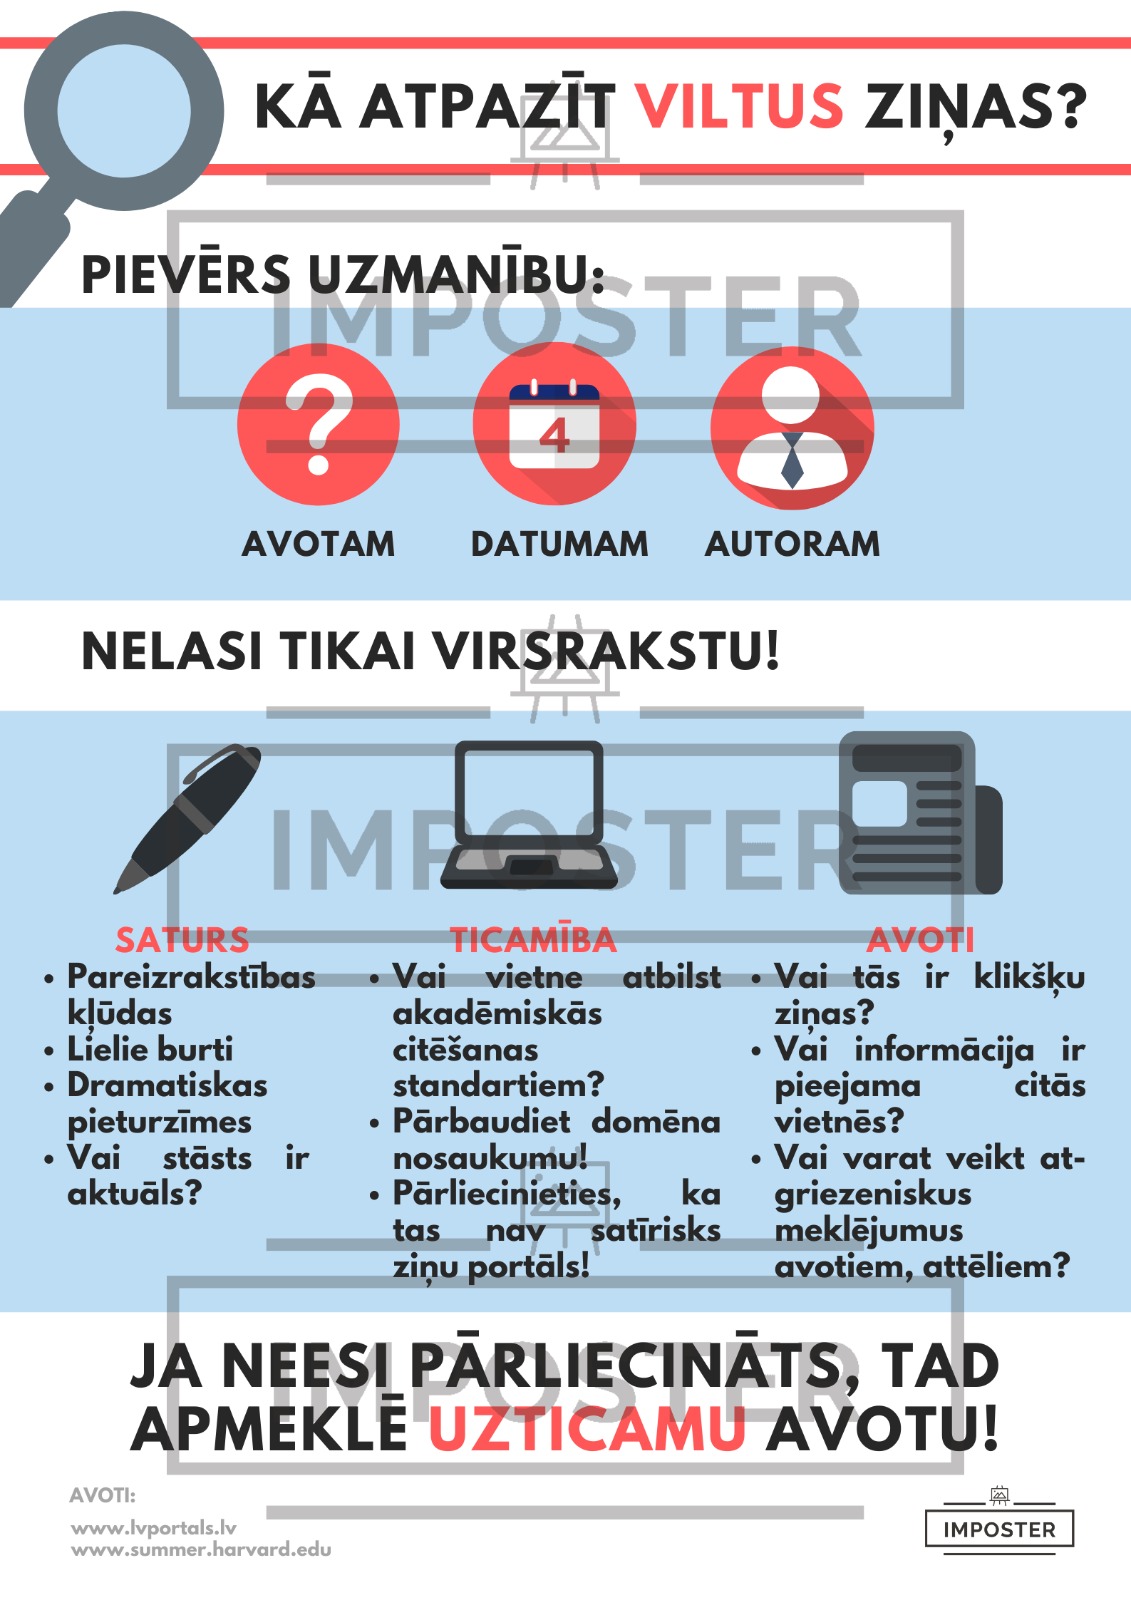 KĀ ATPAZĪT VILTUS ZIŅAS?
PIEVĒRS UZMANĪBU:
IMPOSTER
4
AVOTAM DATUMAM AUTORAM
NELASI TIKAI VIRSRAKSTU!
IMPOSTER
SATURS
Pareizrakstības
kļūdas
Lielie burti
Dramatiskas
pieturzīmes
Vai stāsts ir
aktuāls?
TICAMĪBA
Vai vietne atbilst
akadēmiskās
citēšanas
standartiem?
Pārbaudiet domēna
nosaukumu!
Pārliecinieties, ka
tas nav satīrisks
ziņu portāls!
AVOTI
Vai tās ir klikšķu
ziņas?
Vai informācija ir
pieejama citās
vietnēs?
Vai varat veikt at-
griezeniskus
meklējumus
avotiem, attēliem?
IMPOSTER
JA NEESI PĀRLIECINĀTS, TAD
APMEKLĒ UZTICAMU AVOTU!
AVOTI:
www.lvportals.lv
www.summer.harvard.edu
IMPOSTER